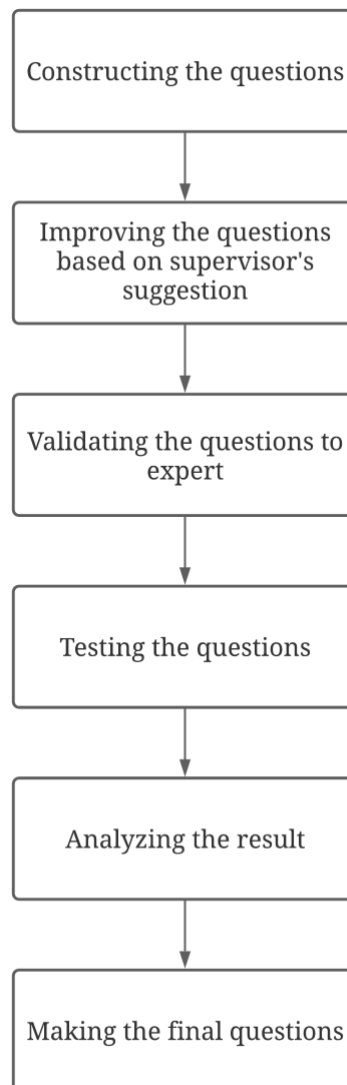 Constructing the questions
Improving the questions
based on supervisor's
suggestion
Validating the questions to
expert
Testing the questions
Analyzing the result
Making the final questions